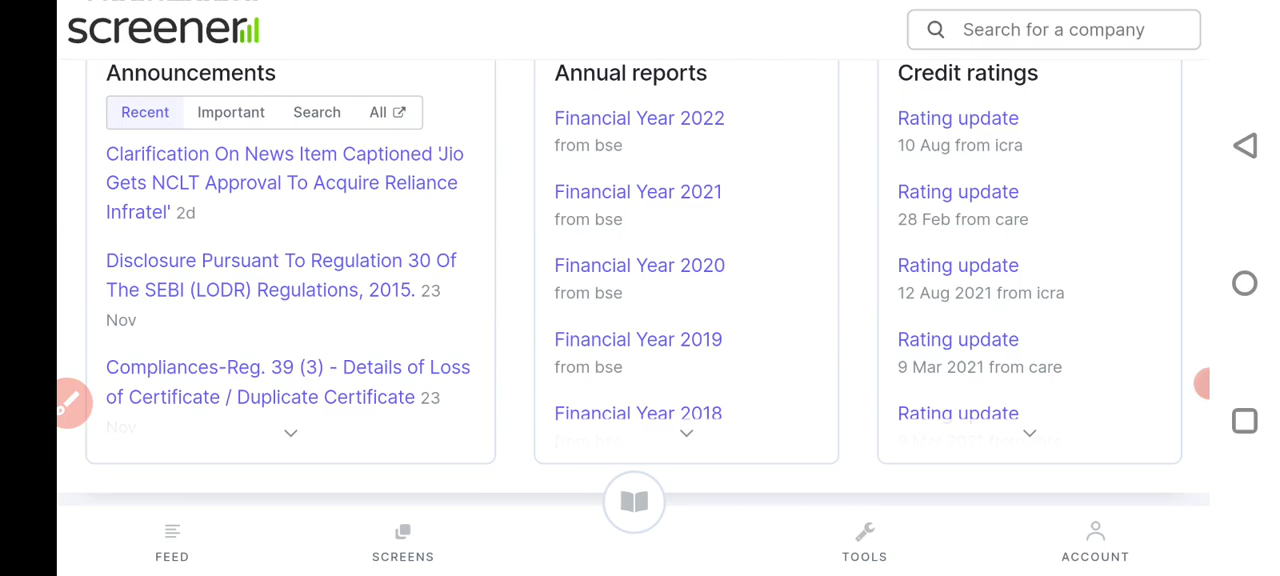 screener
Search for a company
Announcements
Recent Important Search All
Clarification On News Item Captioned 'Jio
Gets NCLT Approval To Acquire Reliance
Infratel' 2d
Disclosure Pursuant To Regulation 30 Of
The SEBI (LODR) Regulations, 2015. 23
Nov
Compliances-Reg. 39 (3) - Details of Loss
of Certificate / Duplicate Certificate 23
Nov
Annual reports
Financial Year 2022
from bse
Financial Year 2021
from bse
Financial Year 2020
from bse
Financial Year 2019
from bse
Financial Year 2018
from bse
Credit ratings
Rating update
10 Aug from icra
Rating update
28 Feb from care
Rating update
12 Aug 2021 from icra
Rating update
9 Mar 2021 from care
Rating update
FEED
SCREENS
TOOLS
ACCOUNT